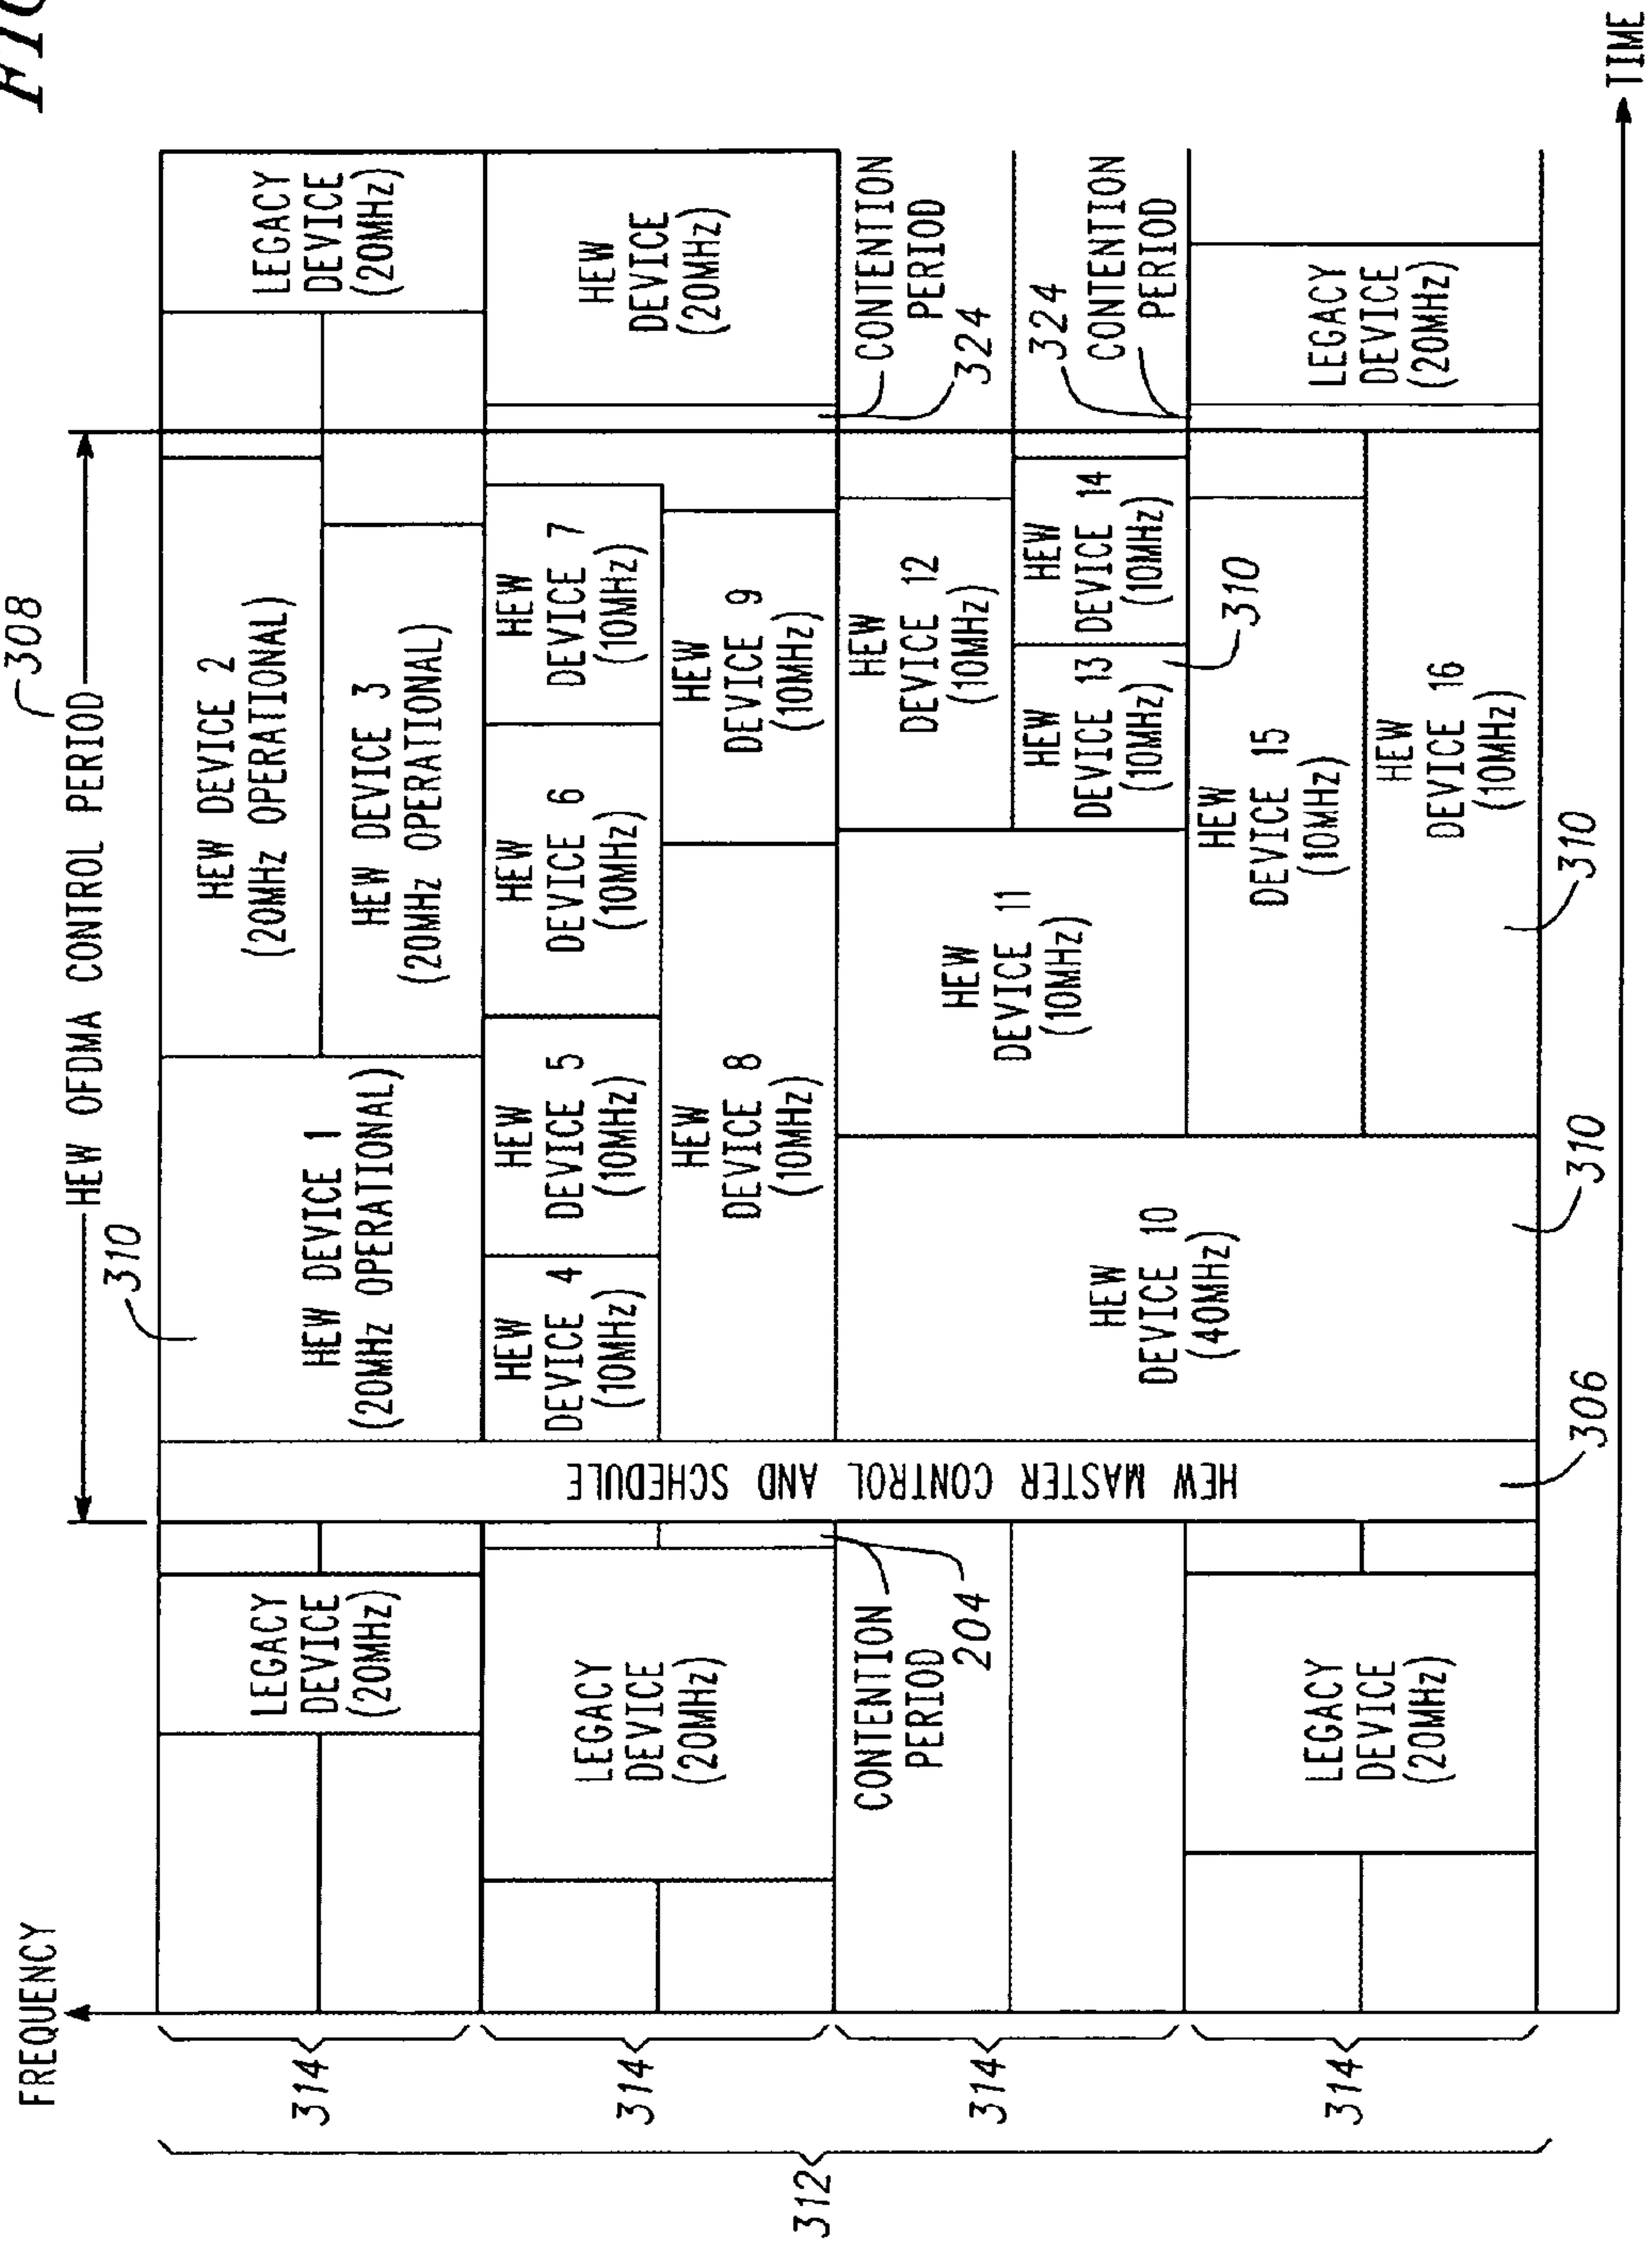 308
HEW OFDMA CONTROL PERIOD
FREQUENCY
310
312
314
314
314
314
LEGACY
DEVICE
(20MHz)
LEGACY
DEVICE
(20MHz)
CONTENTION
PERIOD
204
LEGACY
DEVICE
(20MHz)
HEW MASTER CONTROL AND SCHEDULE
306
HEW DEVICE 1
(20MHz OPERATIONAL)
HEW DEVICE 2
(20MHz OPERATIONAL)
HEW DEVICE 3
(20MHz OPERATIONAL)
HEW
DEVICE 4
(10MHz)
HEW
DEVICE 5
(10MHz)
HEW
DEVICE 6
(10MHz)
HEW
DEVICE 7
(10MHz)
HEW
DEVICE 8
(10MHz)
HEW
DEVICE 9
(10MHz)
HEW
DEVICE 10
(40MHz)
310
HEW
DEVICE 11
(10MHz)
HEW
DEVICE 12
(10MHz)
HEW
DEVICE 13
(10MHz)
310
HEW
DEVICE 14
(10MHz)
HEW
DEVICE 15
(10MHz)
HEW
DEVICE 16
(10MHz)
310
LEGACY
DEVICE
(20MHz)
HEW
DEVICE
(20MHz)
CONTENTION
PERIOD
324
324
CONTENTION
PERIOD
LEGACY
DEVICE
(20MHz)
TIME